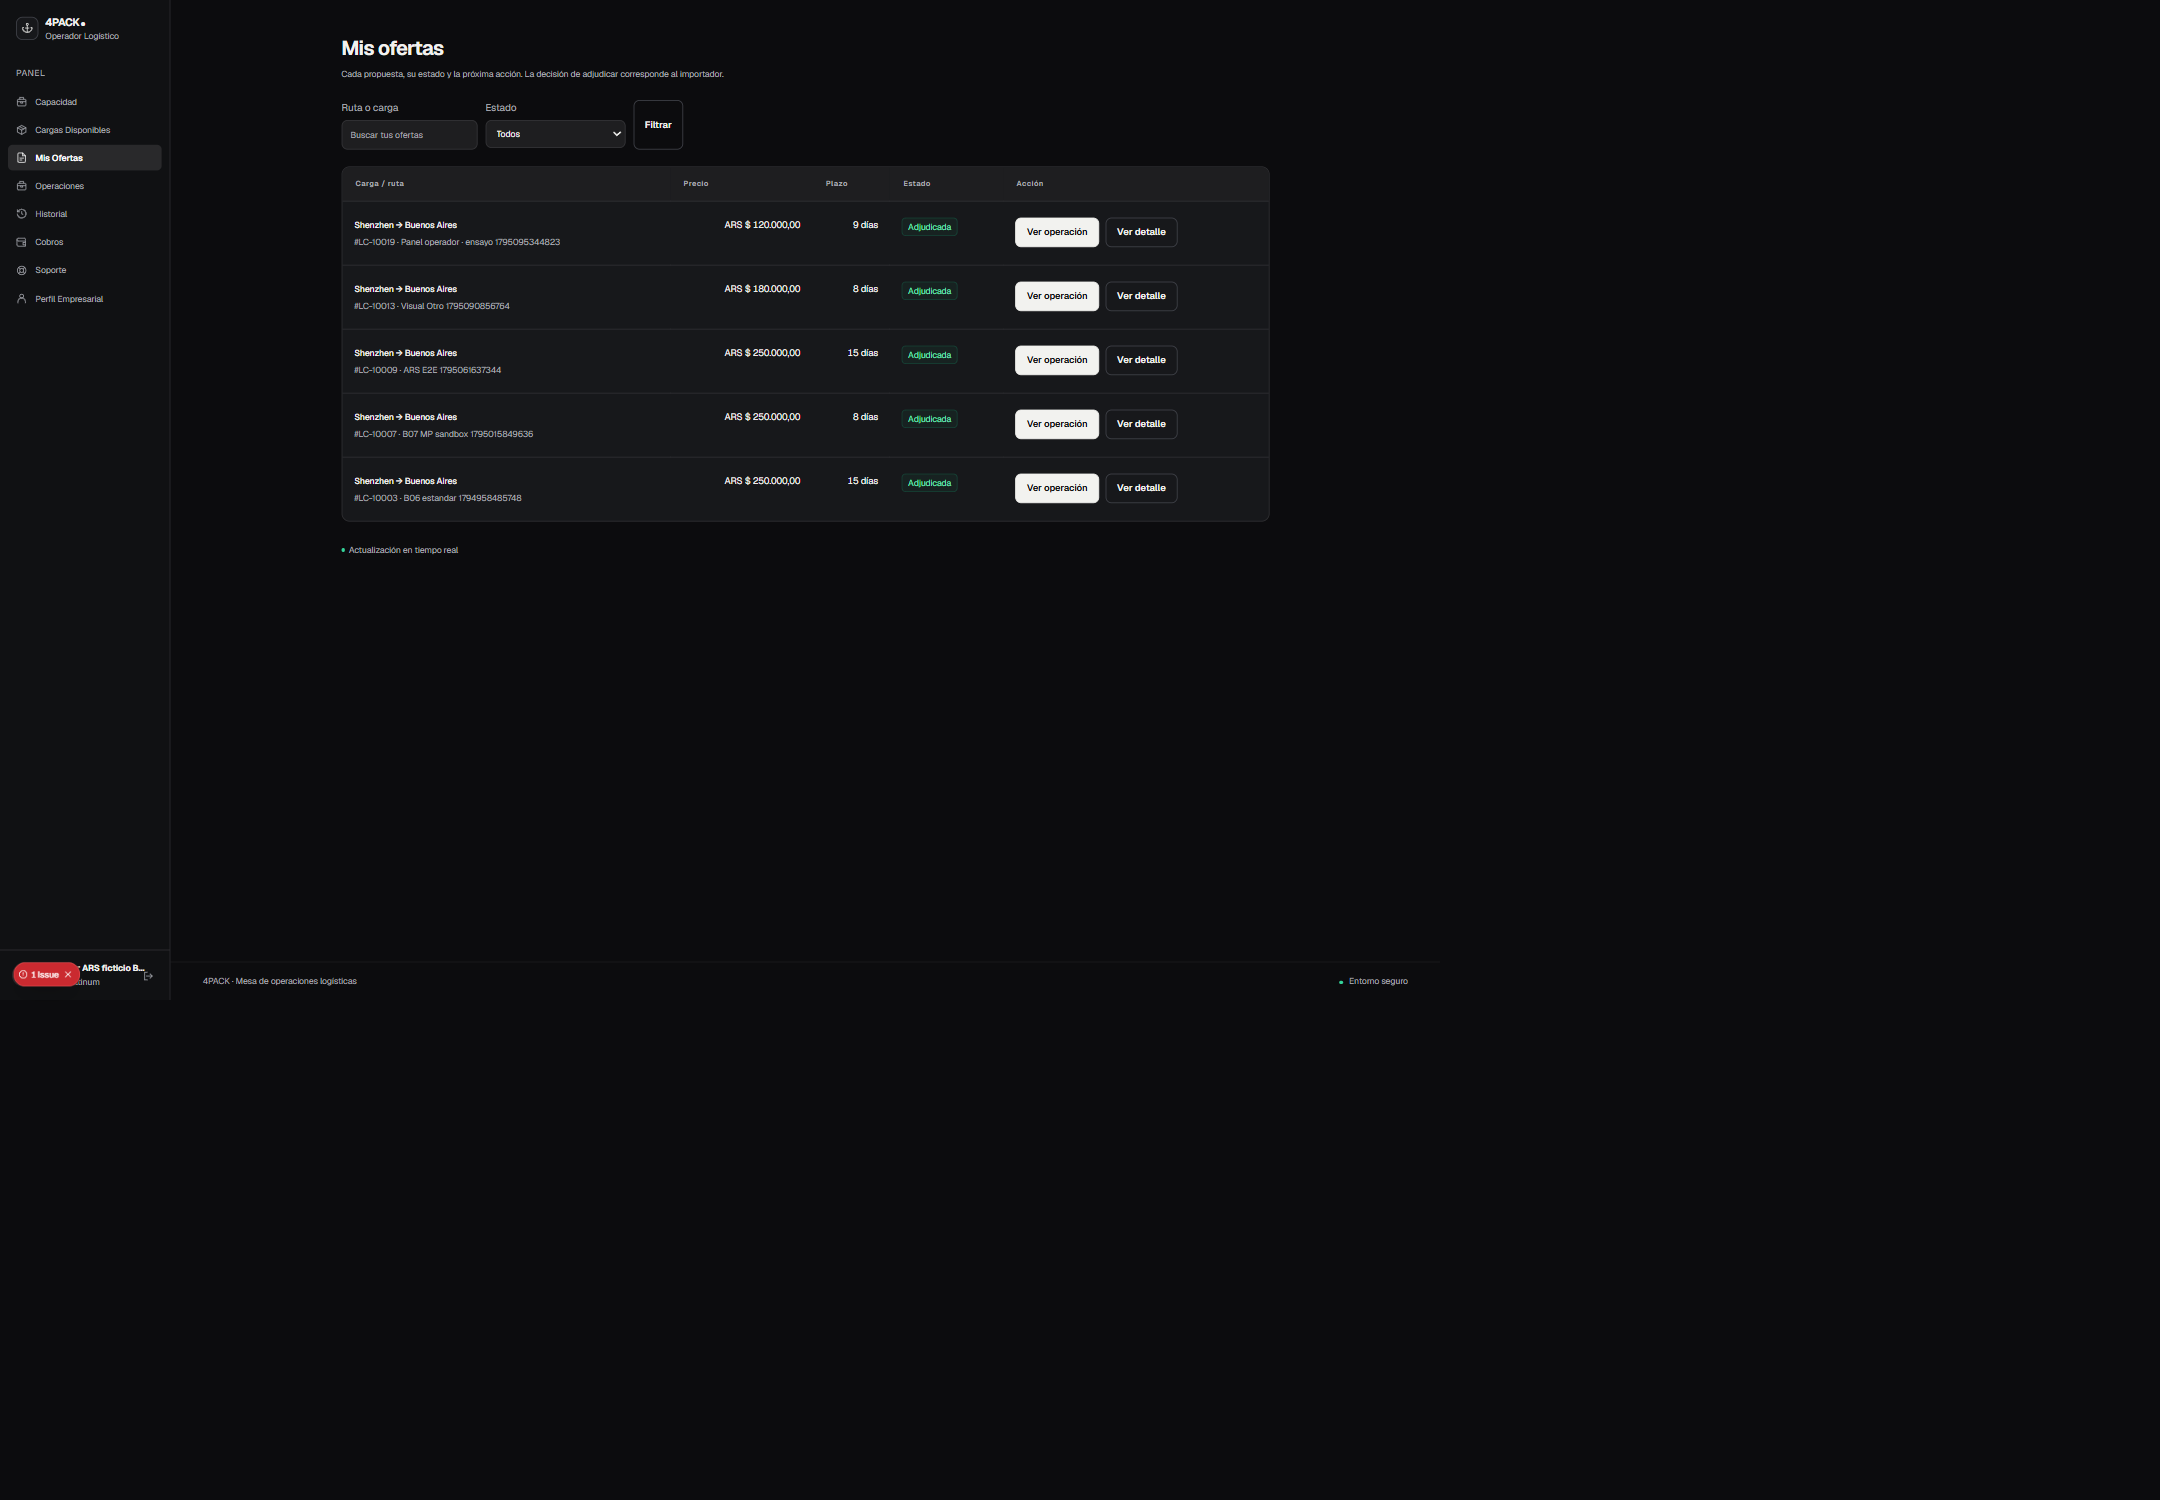 4PACK.
Operador Logístico
PANEL
Capacidad
Cargas Disponibles
Mis Ofertas
Operaciones
Historial
Cobros
Soporte
Perfil Empresarial
1 Issue
ARS ficticio B...
Mis ofertas
Cada propuesta, su estado y la próxima acción. La decisión de adjudicar corresponde al importador.
Ruta o carga
Estado
Buscar tus ofertas
Todos
Filtrar
Carga / ruta Precio Plazo Estado Acción
Shenzhen → Buenos Aires ARS $ 120.000,00 9 días Adjudicada Ver operación Ver detalle
#LC-10019 · Panel operador · ensayo 1795095344823
Shenzhen → Buenos Aires ARS $ 180.000,00 8 días Adjudicada Ver operación Ver detalle
#LC-10013 · Visual Otro 1795090856764
Shenzhen → Buenos Aires ARS $ 250.000,00 15 días Adjudicada Ver operación Ver detalle
#LC-10009 · ARS E2E 1795061637344
Shenzhen → Buenos Aires ARS $ 250.000,00 8 días Adjudicada Ver operación Ver detalle
#LC-10007 · B07 MP sandbox 1795015849636
Shenzhen → Buenos Aires ARS $ 250.000,00 15 días Adjudicada Ver operación Ver detalle
#LC-10003 · B06 estandar 1794958485748
Actualización en tiempo real
4PACK · Mesa de operaciones logísticas
Entorno seguro